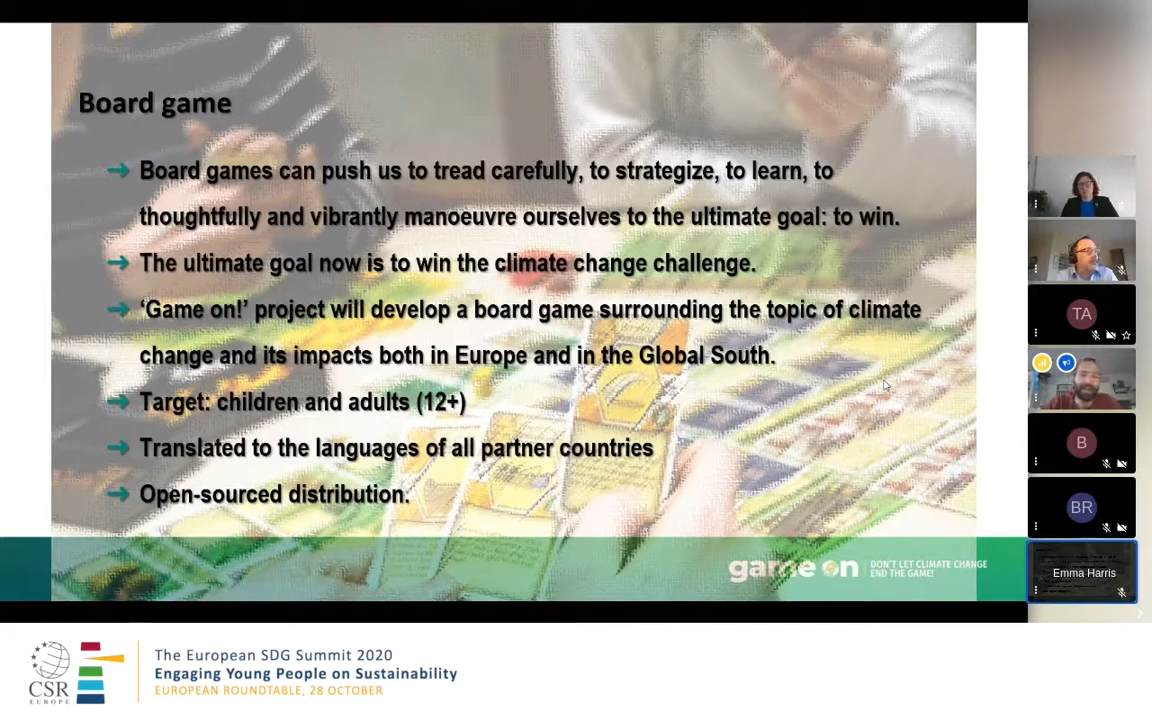 Board game
→ Board games can push us to tread carefully, to strategize, to learn, to
thoughtfully and vibrantly manoeuvre ourselves to the ultimate goal: to win.
→ The ultimate goal now is to win the climate change challenge.
→ ‘Game on!’ project will develop a board game surrounding the topic of climate
change and its impacts both in Europe and in the Global South.
→ Target: children and adults (12+)
→ Translated to the languages of all partner countries
→ Open-sourced distribution.
game on
DON'T LET CLIMATE CHANGE
END THE GAME!
TA
B
BR
Emma Harris
CSR
EUROPE
The European SDG Summit 2020
Engaging Young People on Sustainability
EUROPEAN ROUNDTABLE, 28 OCTOBER